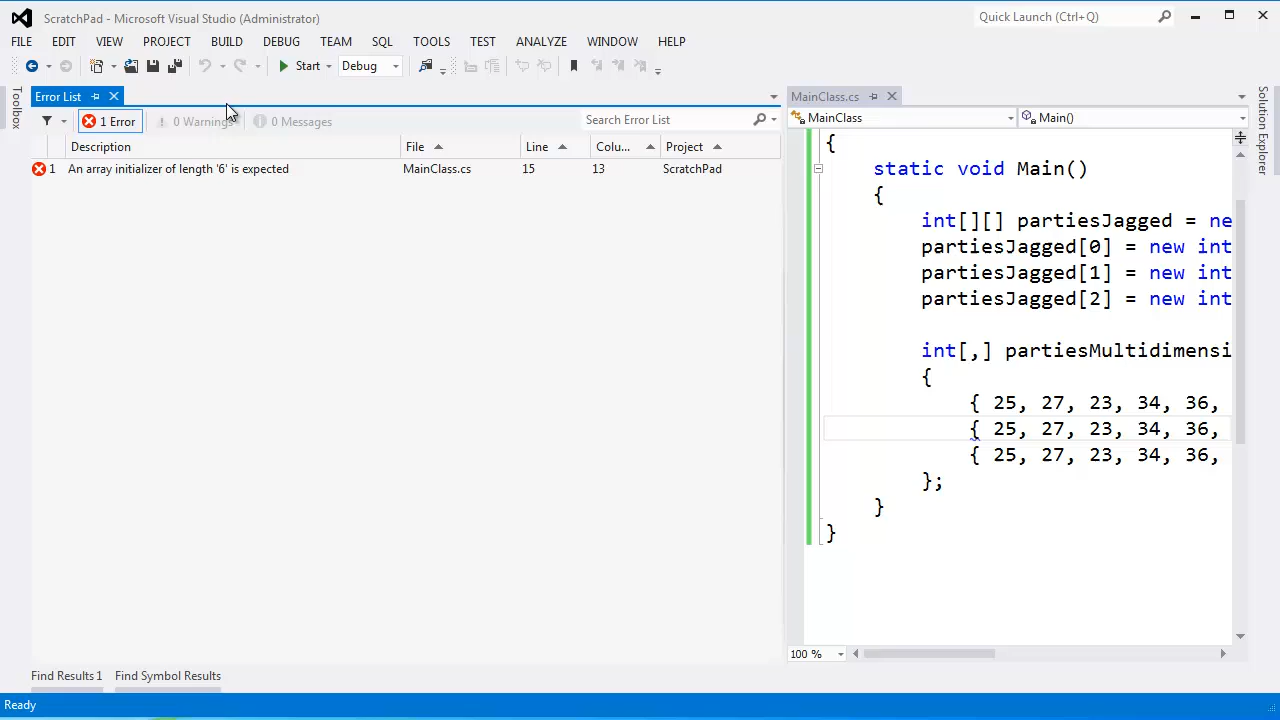 ScratchPad - Microsoft Visual Studio (Administrator)
Quick Launch (Ctrl+Q)
FILE EDIT VIEW PROJECT BUILD DEBUG TEAM SQL TOOLS TEST ANALYZE WINDOW HELP
Start Debug
Toolbox
Error List
1 Error 0 Warnings 0 Messages
Search Error List
Description File Line Colu... Project
1 An array initializer of length '6' is expected MainClass.cs 15 13 ScratchPad
MainClass.cs
MainClass Main()
{
static void Main()
{
int[][] partiesJagged = ne
partiesJagged[0] = new int
partiesJagged[1] = new int
partiesJagged[2] = new int
int[,] partiesMultidimensi
{
{ 25, 27, 23, 34, 36,
{ 25, 27, 23, 34, 36,
{ 25, 27, 23, 34, 36,
};
}
}
100 %
Solution Explorer
Find Results 1 Find Symbol Results
Ready